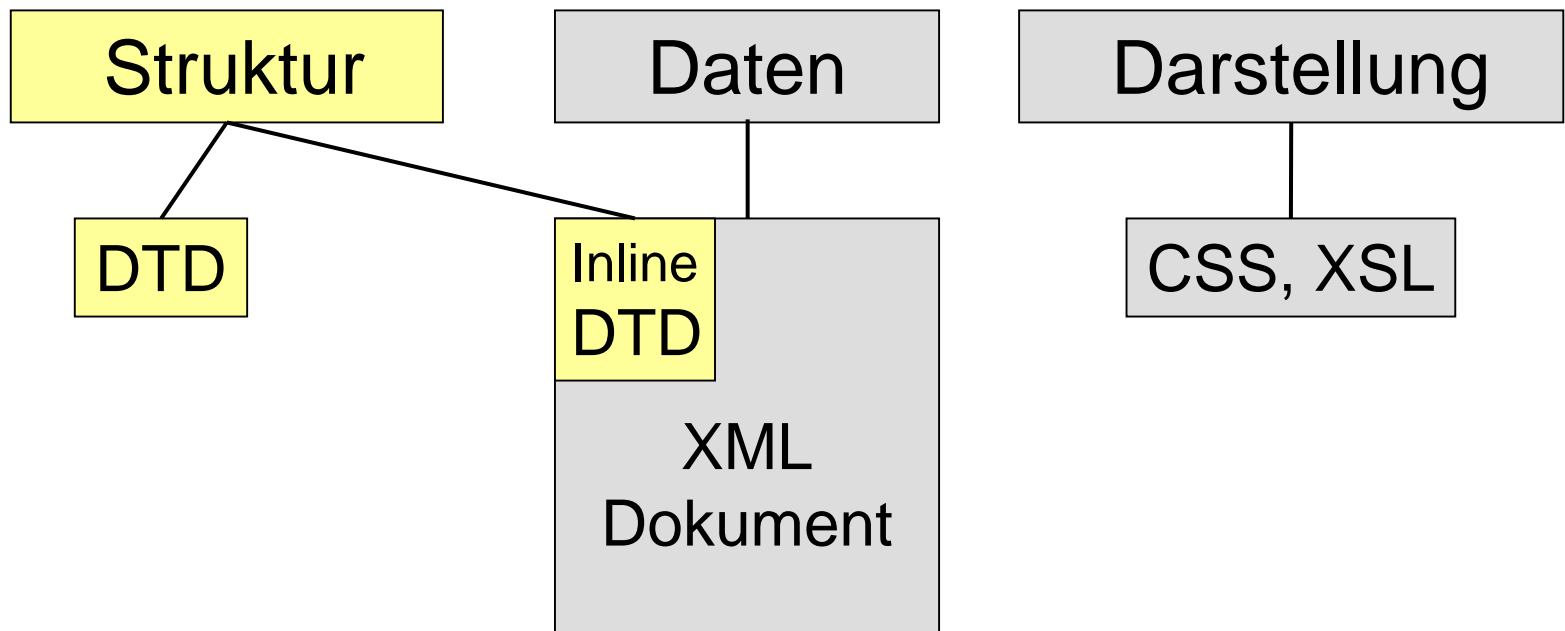 Struktur
Daten
Darstellung
DTD
Inline
DTD
CSS, XSL
XML
Dokument